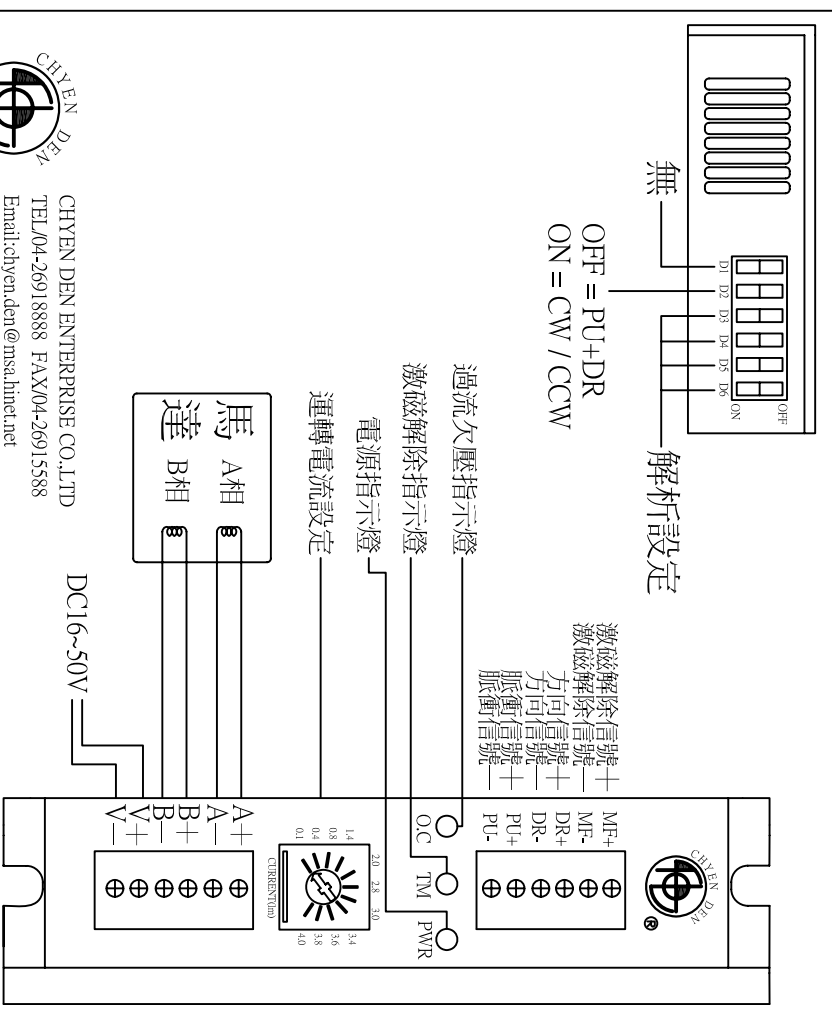 無
OFF = PU+DR
ON = CW / CCW
D1
D2
D3
D4
D5
D6
OFF
ON
解析設定
過流欠壓指示燈
激磁解除指示燈
電源指示燈
運轉電流設定
馬達
A相
B相
DC16~50V
激磁解除信號＋
激磁解除信號－
方向信號＋
方向信號－
脈衝信號＋
脈衝信號－
CHYEN DEN
®
MF+
MF-
DR+
DR-
PU+
PU-
O.C
TM
PWR
0.1
0.4
0.8
1.4
2.0
2.8
3.0
3.4
3.6
3.8
4.0
CURRENT(Im)
A+
A-
B+
B-
V+
V-
CHYEN DEN
CHYEN DEN ENTERPRISE CO.,LTD
TEL/04-26918888 FAX/04-26915588
Email:chyen.den@msa.hinet.net